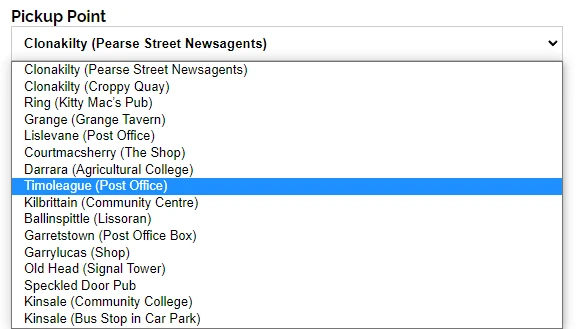 Pickup Point
Clonakilty (Pearse Street Newsagents)
Clonakilty (Pearse Street Newsagents)
Clonakilty (Croppy Quay)
Ring (Kitty Mac's Pub)
Grange (Grange Tavern)
Lislevane (Post Office)
Courtmacsherry (The Shop)
Darrara (Agricultural College)
Timoleague (Post Office)
Kilbrittain (Community Centre)
Ballinspittle (Lissoran)
Garretstown (Post Office Box)
Garrylucas (Shop)
Old Head (Signal Tower)
Speckled Door Pub
Kinsale (Community College)
Kinsale (Bus Stop in Car Park)